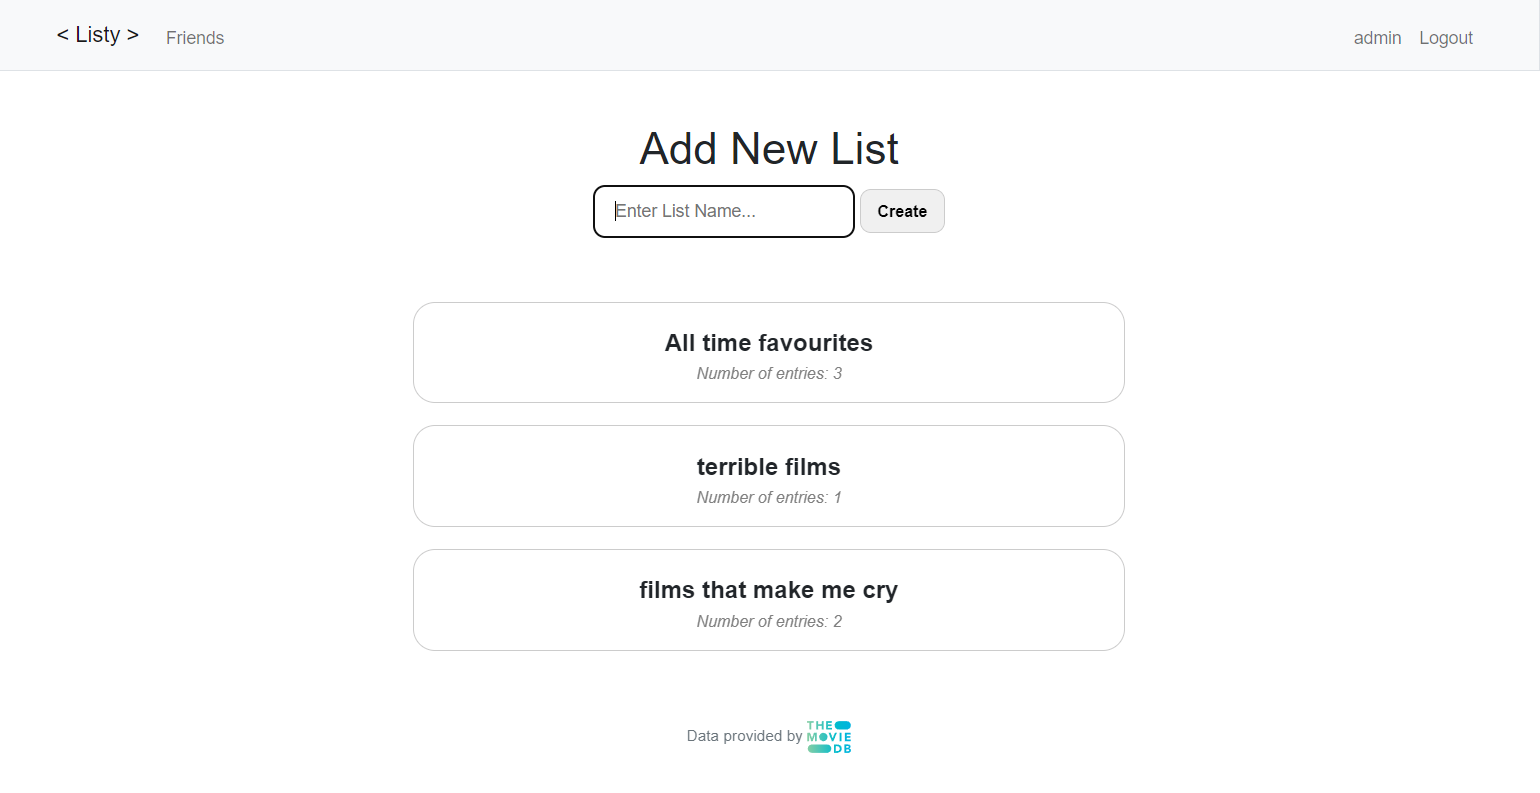 < Listy > Friends admin Logout
Add New List
Enter List Name... Create
All time favourites
Number of entries: 3
terrible films
Number of entries: 1
films that make me cry
Number of entries: 2
Data provided by THE MOVIE DB